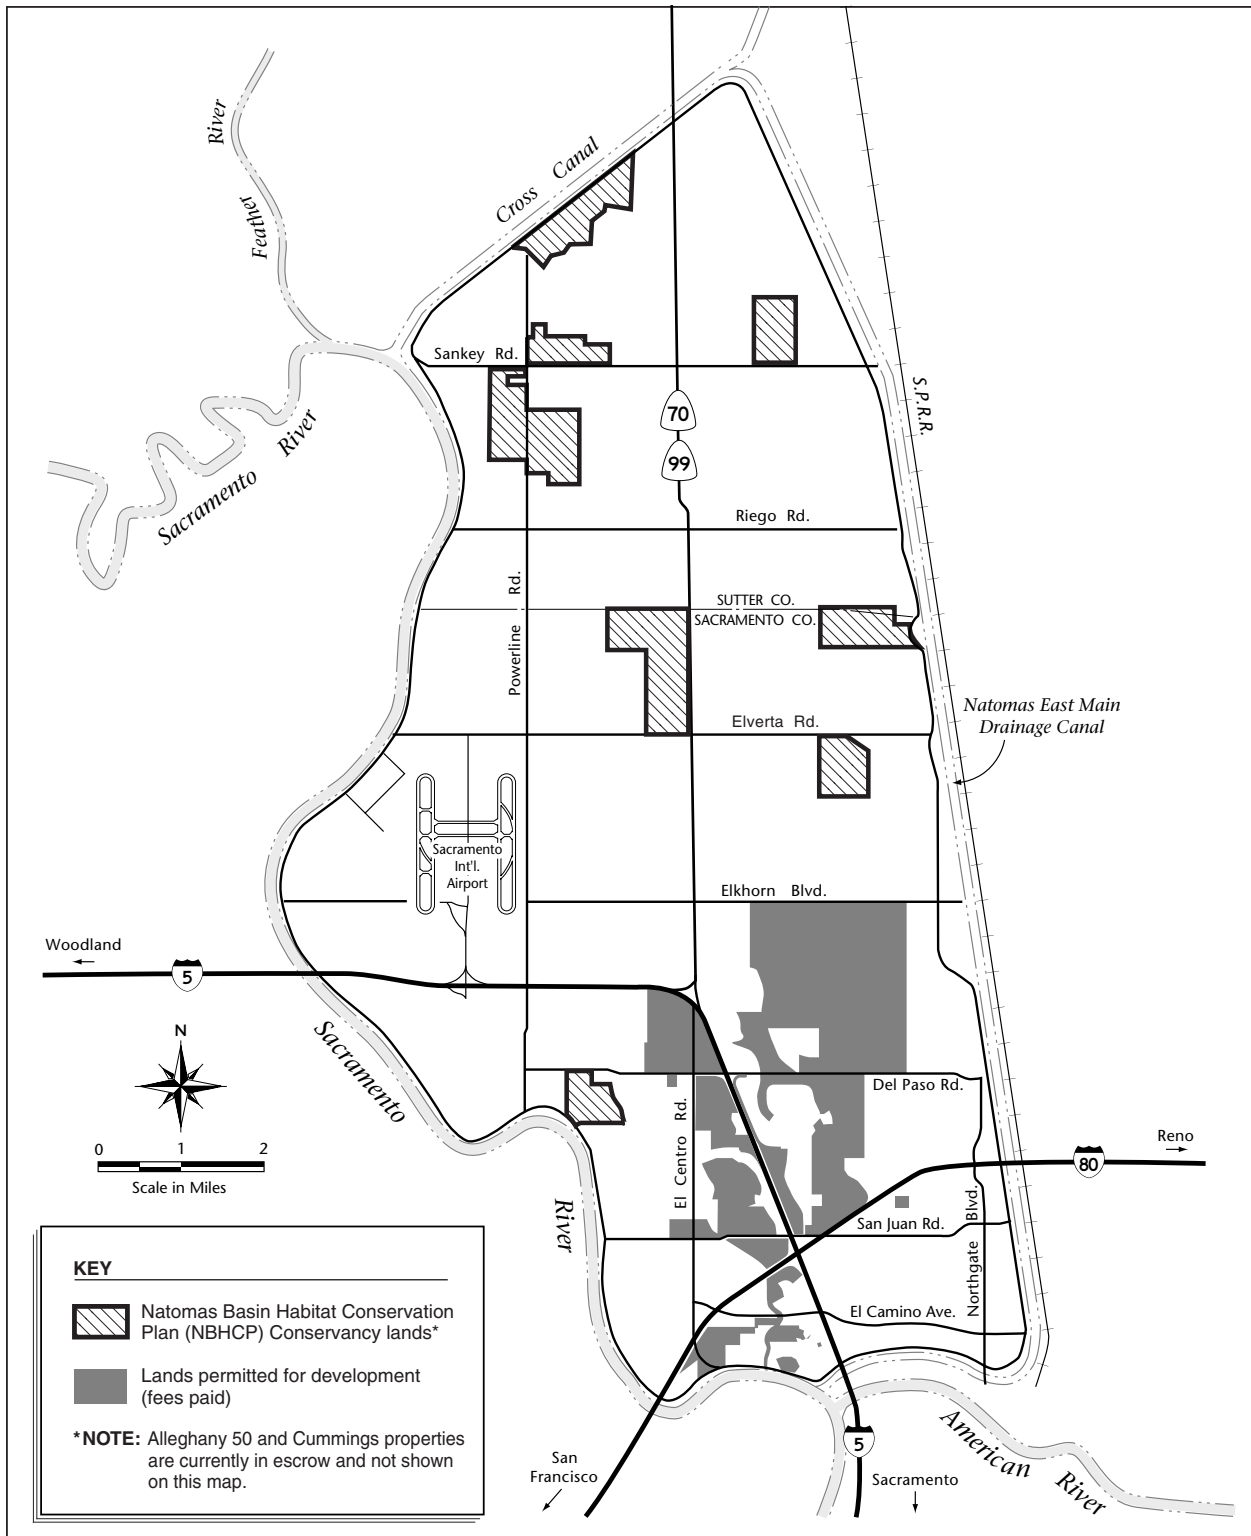 River
Feather
Cross Canal
Sankey Rd.
S.P.R.R.
70
99
Sacramento River
Riego Rd.
Powerline Rd.
SUTTER CO.
SACRAMENTO CO.
Natomas East Main
Drainage Canal
Elverta Rd.
Sacramento
Int'l.
Airport
Elkhorn Blvd.
Woodland
5
N
Sacramento
River
Del Paso Rd.
El Centro Rd.
0 1 2
Scale in Miles
Reno
80
San Juan Rd.
Northgate Blvd.
El Camino Ave.
KEY
Natomas Basin Habitat Conservation
Plan (NBHCP) Conservancy lands*
Lands permitted for development
(fees paid)
*NOTE: Alleghany 50 and Cummings properties
are currently in escrow and not shown
on this map.
San
Francisco
5
Sacramento
American River